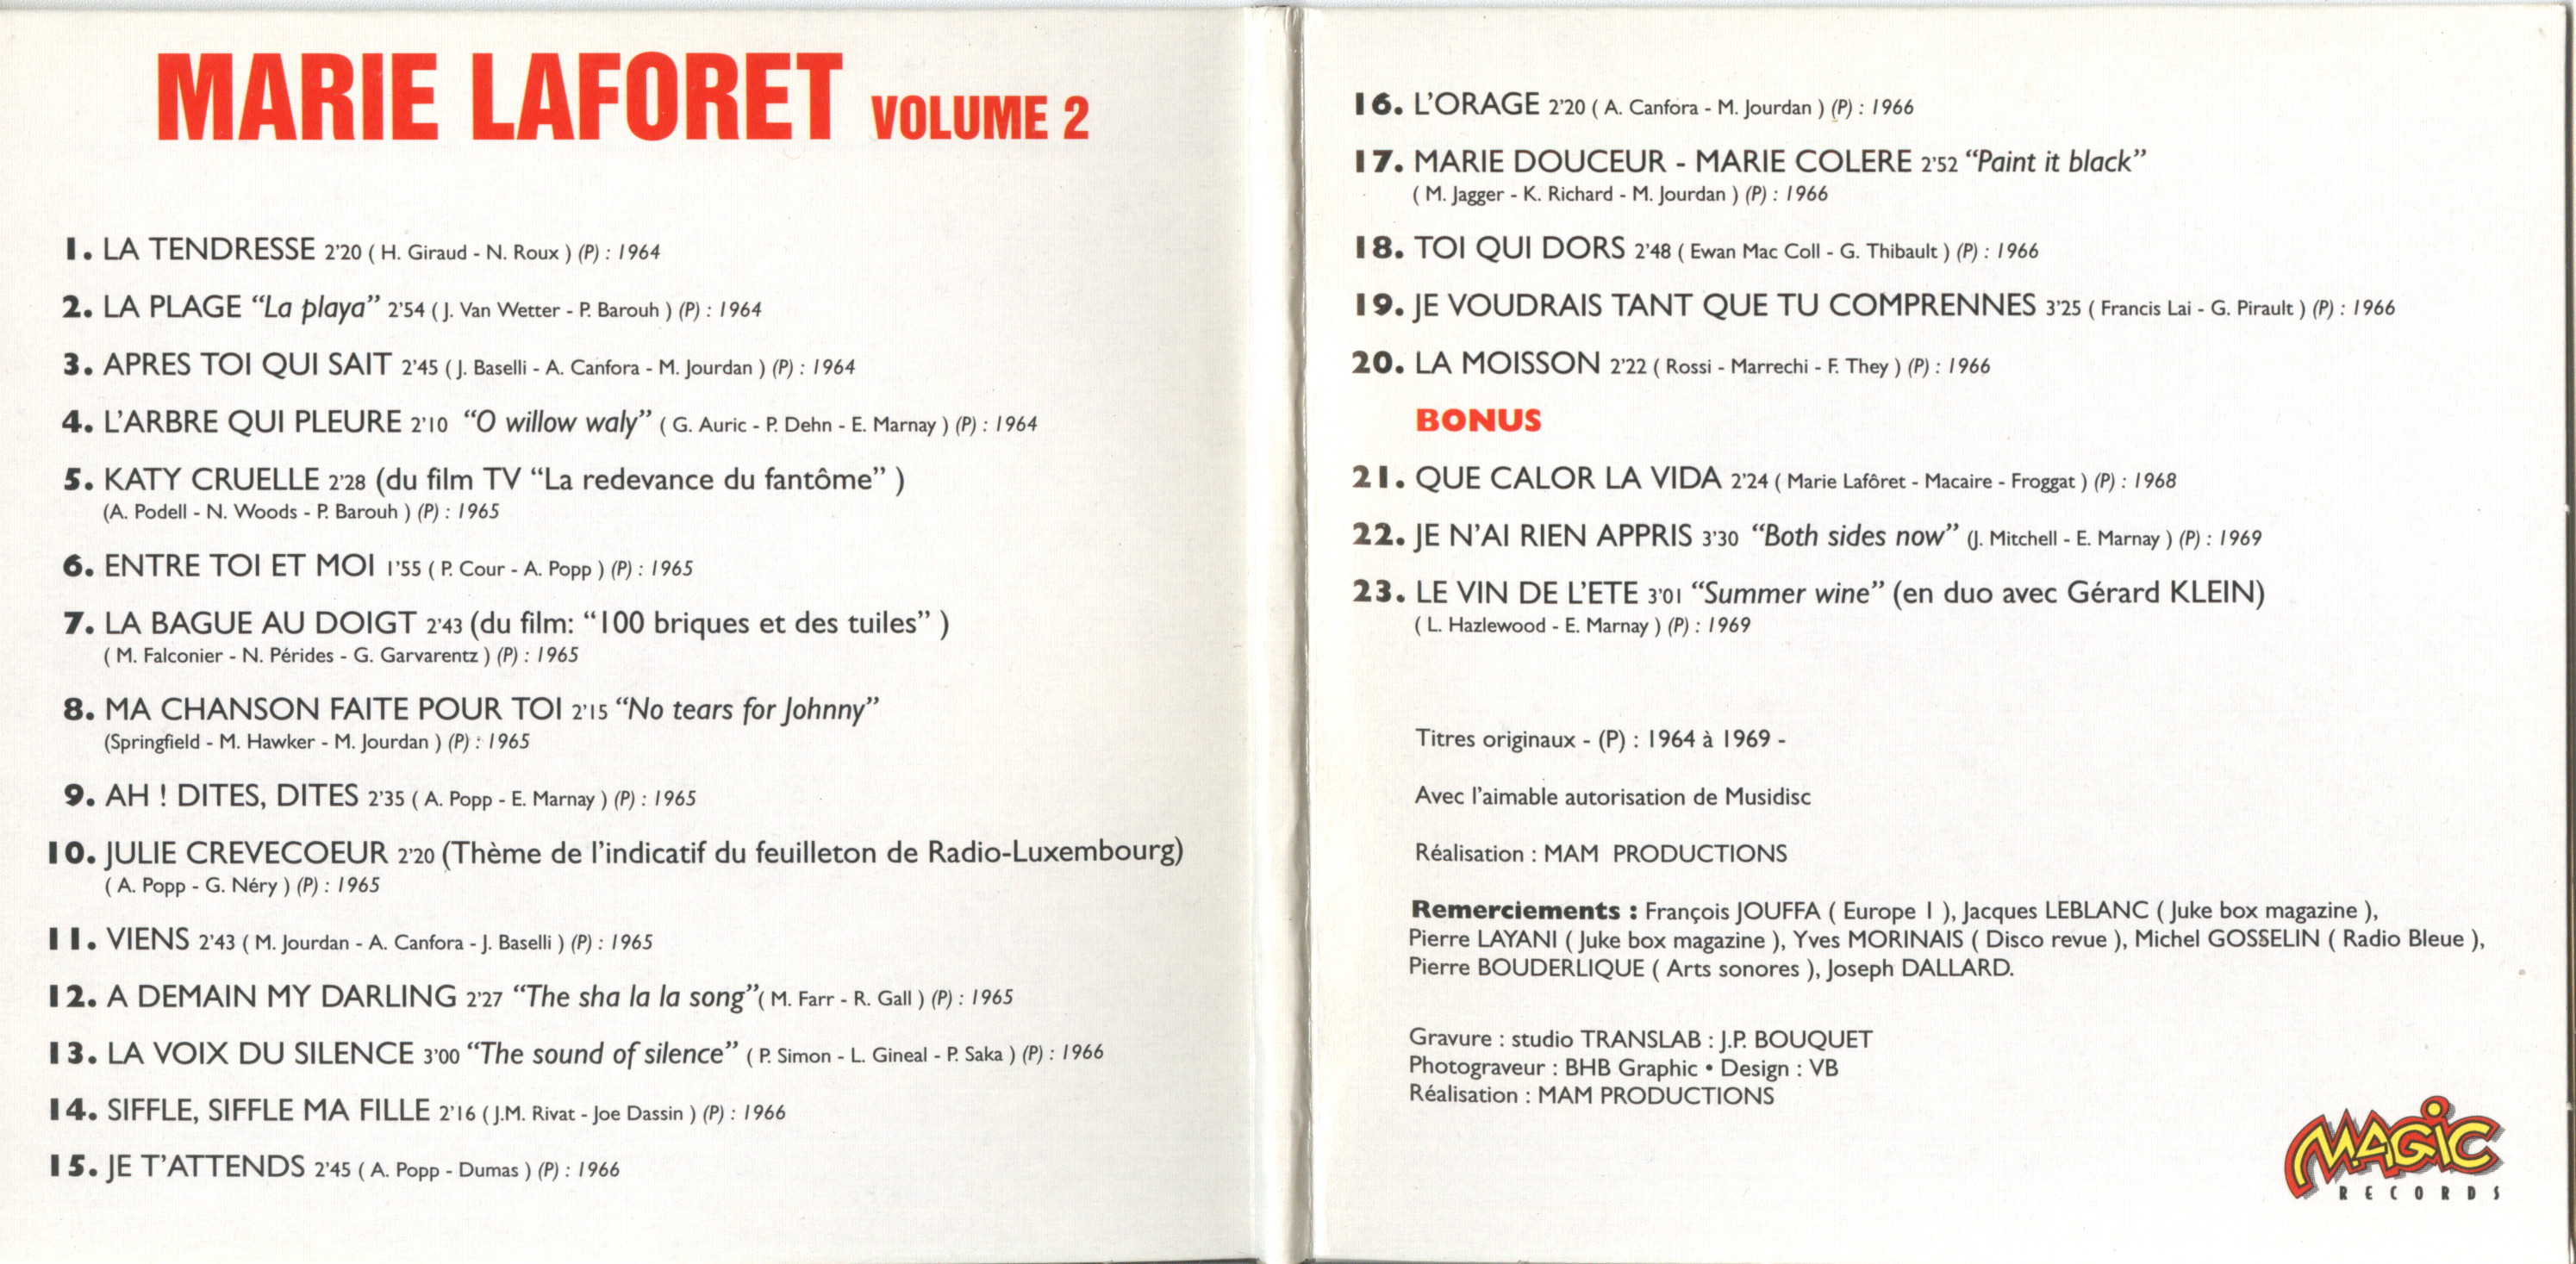 MARIE LAFORET VOLUME 2
1. LA TENDRESSE 2'20 ( H. Giraud - N. Roux ) (P) : 1964
2. LA PLAGE “La playa” 2'54 ( J. Van Wetter - P. Barouh ) (P) : 1964
3. APRES TOI QUI SAIT 2'45 ( J. Baselli - A. Canfora - M. Jourdan ) (P) : 1964
4. L'ARBRE QUI PLEURE 2'10 “O willow waly” ( G. Auric - P. Dehn - E. Marnay ) (P) : 1964
5. KATY CRUELLE 2'28 (du film TV “La redevance du fantôme” )
(A. Podell - N. Woods - P. Barouh ) (P) : 1965
6. ENTRE TOI ET MOI 1'55 ( P. Cour - A. Popp ) (P) : 1965
7. LA BAGUE AU DOIGT 2'43 (du film: “100 briques et des tuiles” )
( M. Falconier - N. Pérides - G. Garvarentz ) (P) : 1965
8. MA CHANSON FAITE POUR TOI 2'15 “No tears for Johnny”
(Springfield - M. Hawker - M. Jourdan ) (P) : 1965
9. AH ! DITES, DITES 2'35 ( A. Popp - E. Marnay ) (P) : 1965
10. JULIE CREVECOEUR 2'20 (Thème de l'indicatif du feuilleton de Radio-Luxembourg)
( A. Popp - G. Néry ) (P) : 1965
11. VIENS 2'43 ( M. Jourdan - A. Canfora - J. Baselli ) (P) : 1965
12. A DEMAIN MY DARLING 2'27 “The sha la la song”( M. Farr - R. Gall ) (P) : 1965
13. LA VOIX DU SILENCE 3'00 “The sound of silence” ( P. Simon - L. Gineal - P. Saka ) (P) : 1966
14. SIFFLE, SIFFLE MA FILLE 2'16 ( J.M. Rivat - Joe Dassin ) (P) : 1966
15. JE T'ATTENDS 2'45 ( A. Popp - Dumas ) (P) : 1966
16. L'ORAGE 2'20 ( A. Canfora - M. Jourdan ) (P) : 1966
17. MARIE DOUCEUR - MARIE COLERE 2'52 “Paint it black”
( M. Jagger - K. Richard - M. Jourdan ) (P) : 1966
18. TOI QUI DORS 2'48 ( Ewan Mac Coll - G. Thibault ) (P) : 1966
19. JE VOUDRAIS TANT QUE TU COMPRENNES 3'25 ( Francis Lai - G. Pirault ) (P) : 1966
20. LA MOISSON 2'22 ( Rossi - Marrechi - F. They ) (P) : 1966
BONUS
21. QUE CALOR LA VIDA 2'24 ( Marie Lafôret - Macaire - Froggat ) (P) : 1968
22. JE N'AI RIEN APPRIS 3'30 “Both sides now” (J. Mitchell - E. Marnay ) (P) : 1969
23. LE VIN DE L'ETE 3'01 “Summer wine” (en duo avec Gérard KLEIN)
( L. Hazlewood - E. Marnay ) (P) : 1969
Titres originaux - (P) : 1964 à 1969 -
Avec l'aimable autorisation de Musidisc
Réalisation : MAM PRODUCTIONS
Remerciements : François JOUFFA ( Europe 1 ), Jacques LEBLANC ( Juke box magazine ),
Pierre LAYANI ( Juke box magazine ), Yves MORINAIS ( Disco revue ), Michel GOSSELIN ( Radio Bleue ),
Pierre BOUDERLIQUE ( Arts sonores ), Joseph DALLARD.
Gravure : studio TRANSLAB : J.P. BOUQUET
Photograveur : BHB Graphic • Design : VB
Réalisation : MAM PRODUCTIONS
MAGIC
RECORDS